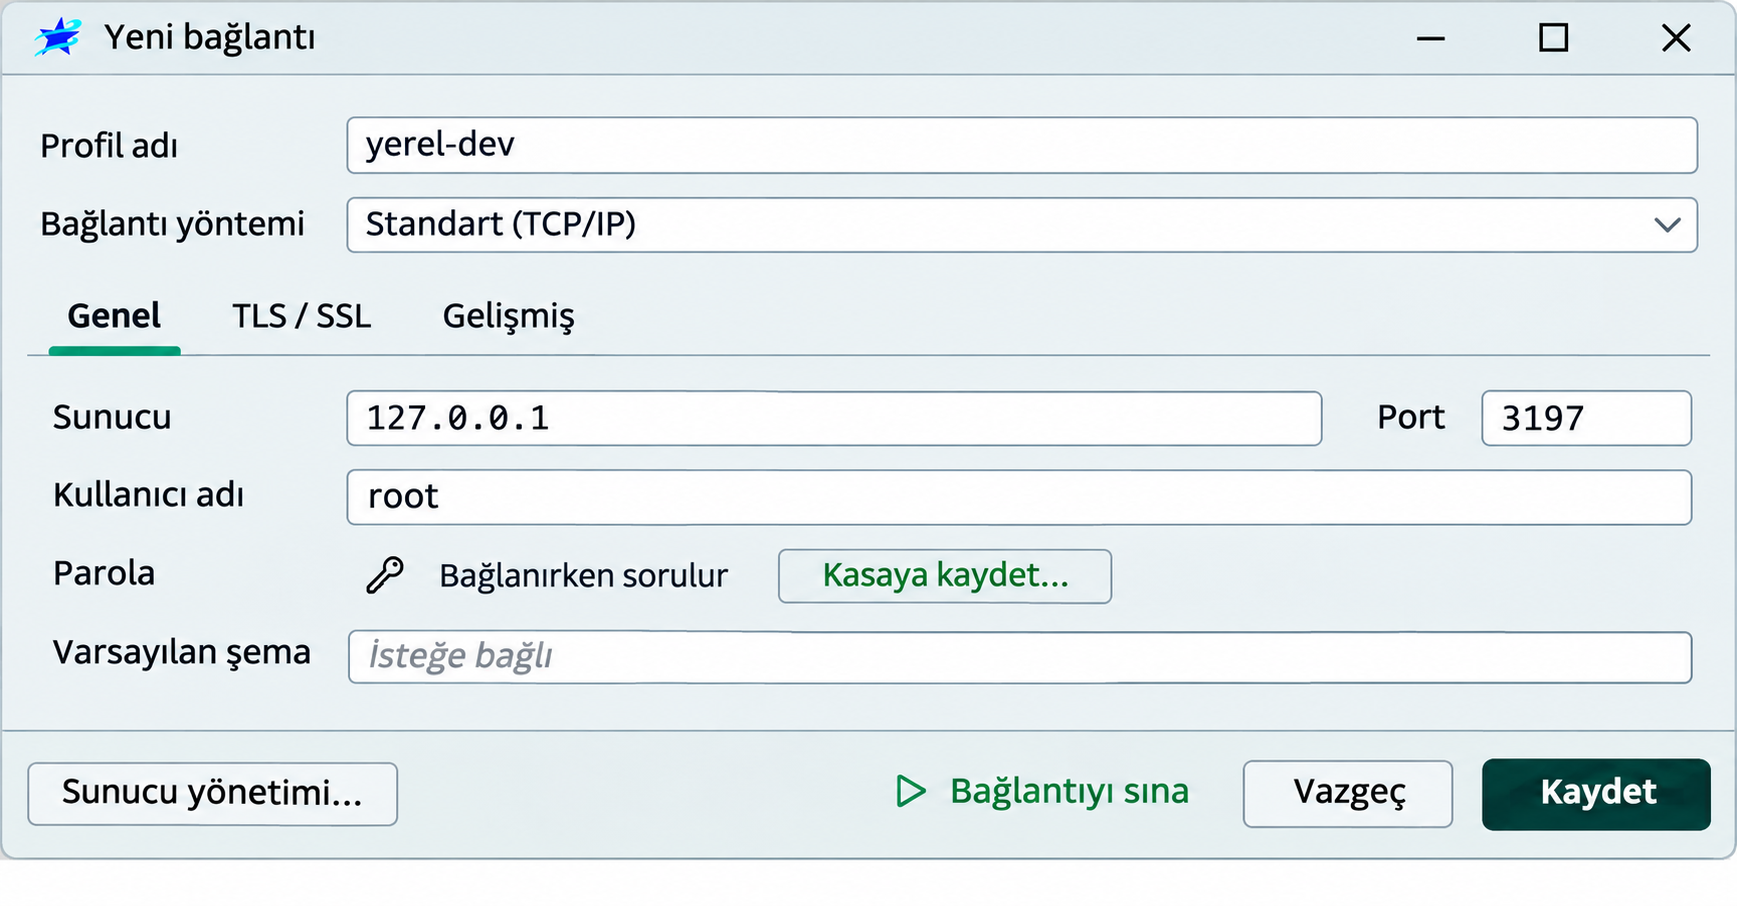 Yeni bağlantı
Profil adı yerel-dev
Bağlantı yöntemi Standart (TCP/IP)
Genel TLS / SSL Gelişmiş
Sunucu 127.0.0.1 Port 3197
Kullanıcı adı root
Parola Bağlanırken sorulur Kasaya kaydet...
Varsayılan şema İsteğe bağlı
Sunucu yönetimi... Bağlantıyı sına Vazgeç Kaydet